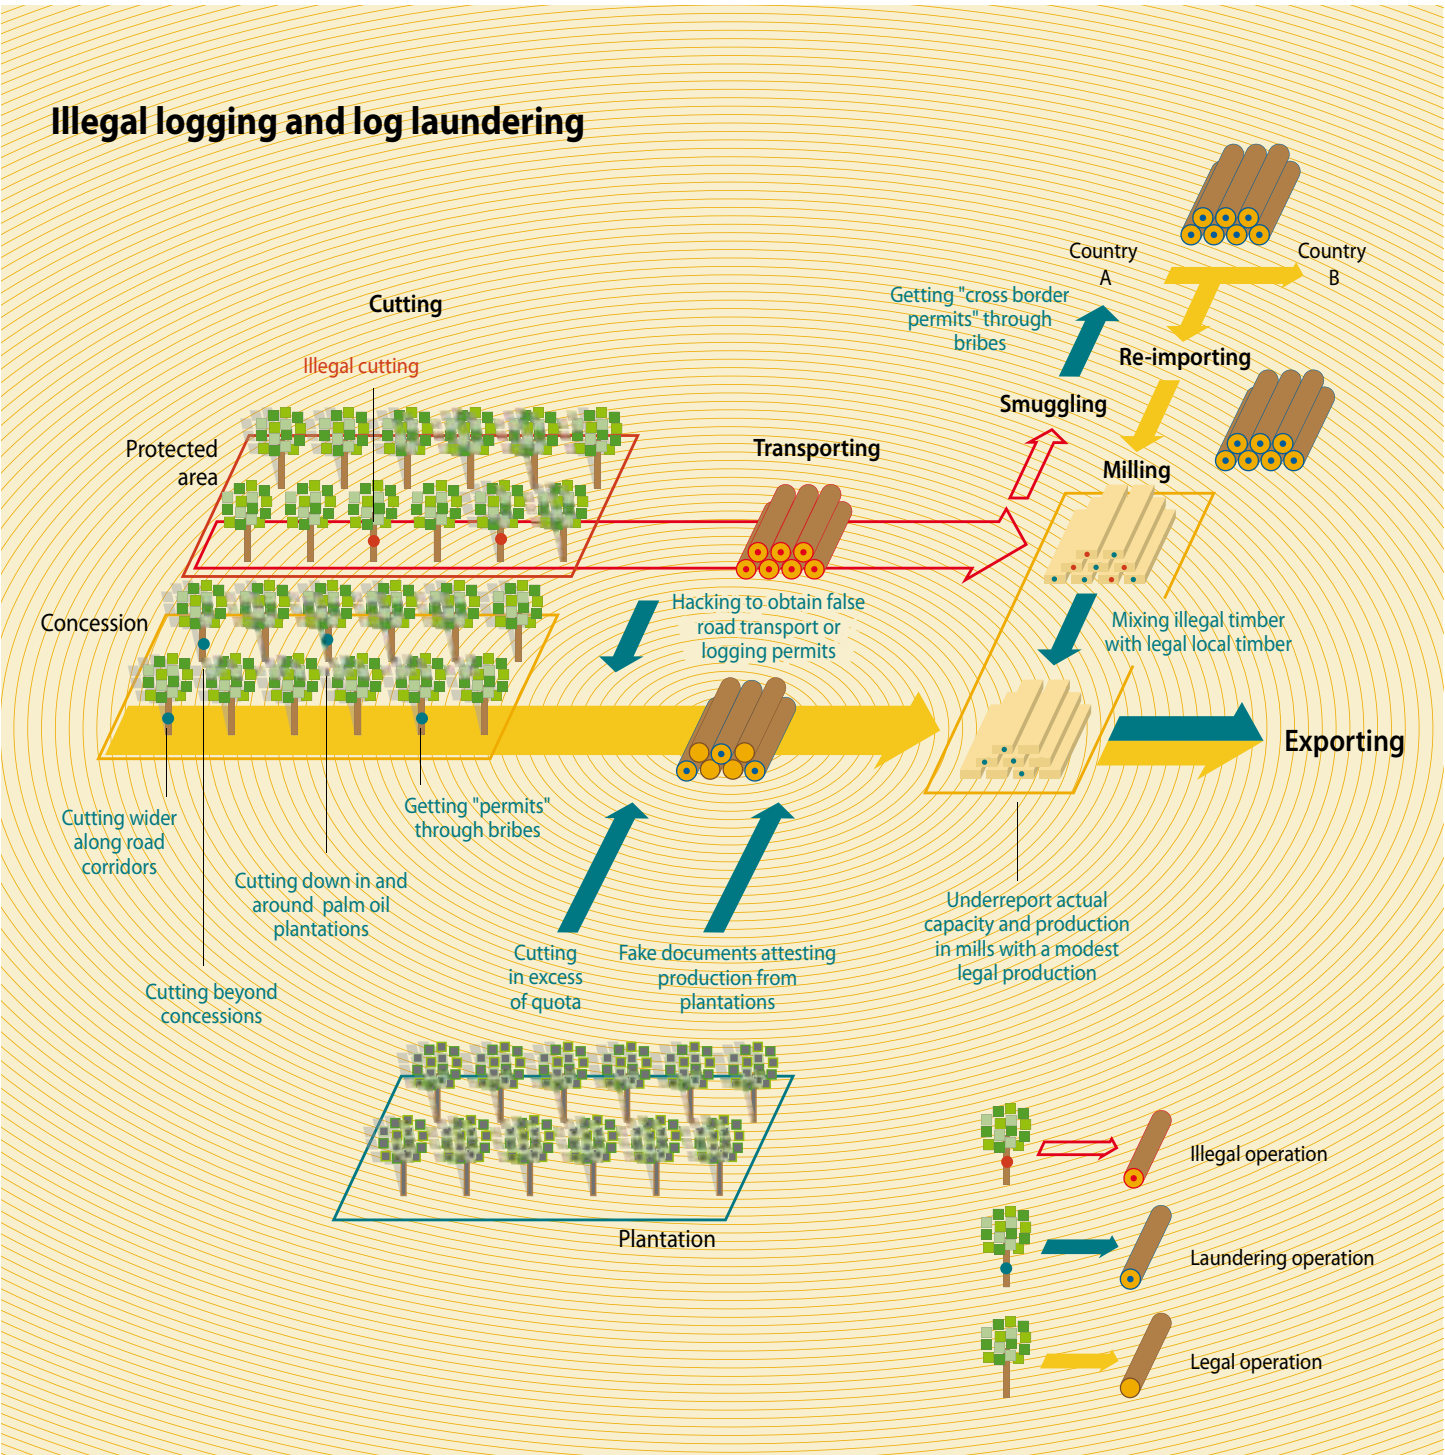 Illegal logging and log laundering
Country
A
Country
B
Getting "cross border
permits" through
bribes
Cutting
Re-importing
Illegal cutting
Smuggling
Protected
area
Transporting
Milling
Concession
Hacking to obtain false
road transport or
logging permits
Mixing illegal timber
with legal local timber
Exporting
Cutting wider
along road
corridors
Getting "permits"
through bribes
Cutting down in and
around palm oil
plantations
Cutting beyond
concessions
Cutting
in excess
of quota
Fake documents attesting
production from
plantations
Underreport actual
capacity and production
in mills with a modest
legal production
Plantation
Illegal operation
Laundering operation
Legal operation